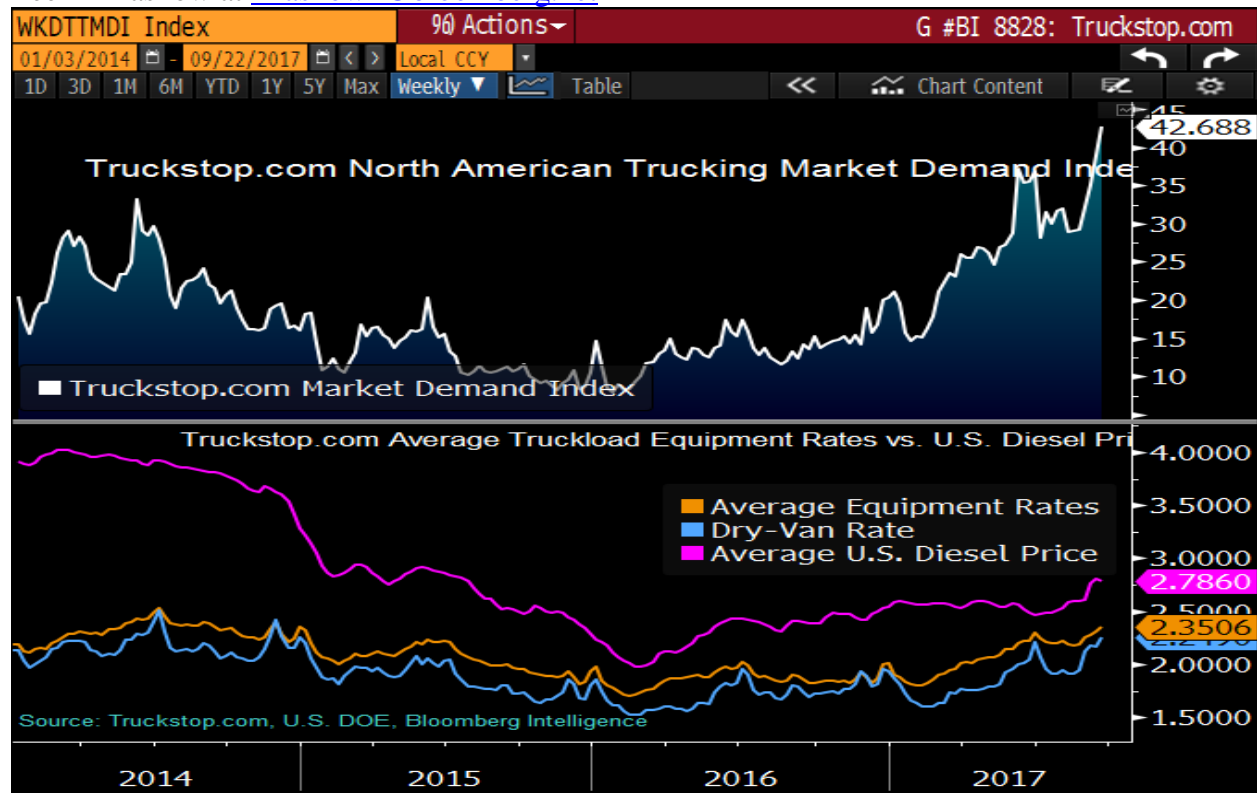 WKDTTMDI Index 96) Actions G #BI 8828: Truckstop.com
01/03/2014 - 09/22/2017 < > Local CCY
1D 3D 1M 6M YTD 1Y 5Y Max Weekly ▼ Table << Chart Content
45
42.688
40
Truckstop.com North American Trucking Market Demand Inde
35
30
25
20
15
10
Truckstop.com Market Demand Index
Truckstop.com Average Truckload Equipment Rates vs. U.S. Diesel Pri
4.0000
3.5000
Average Equipment Rates
Dry-Van Rate
Average U.S. Diesel Price
3.0000
2.7860
2.5000
2.3506
2.0000
1.5000
Source: Truckstop.com, U.S. DOE, Bloomberg Intelligence
2014 2015 2016 2017